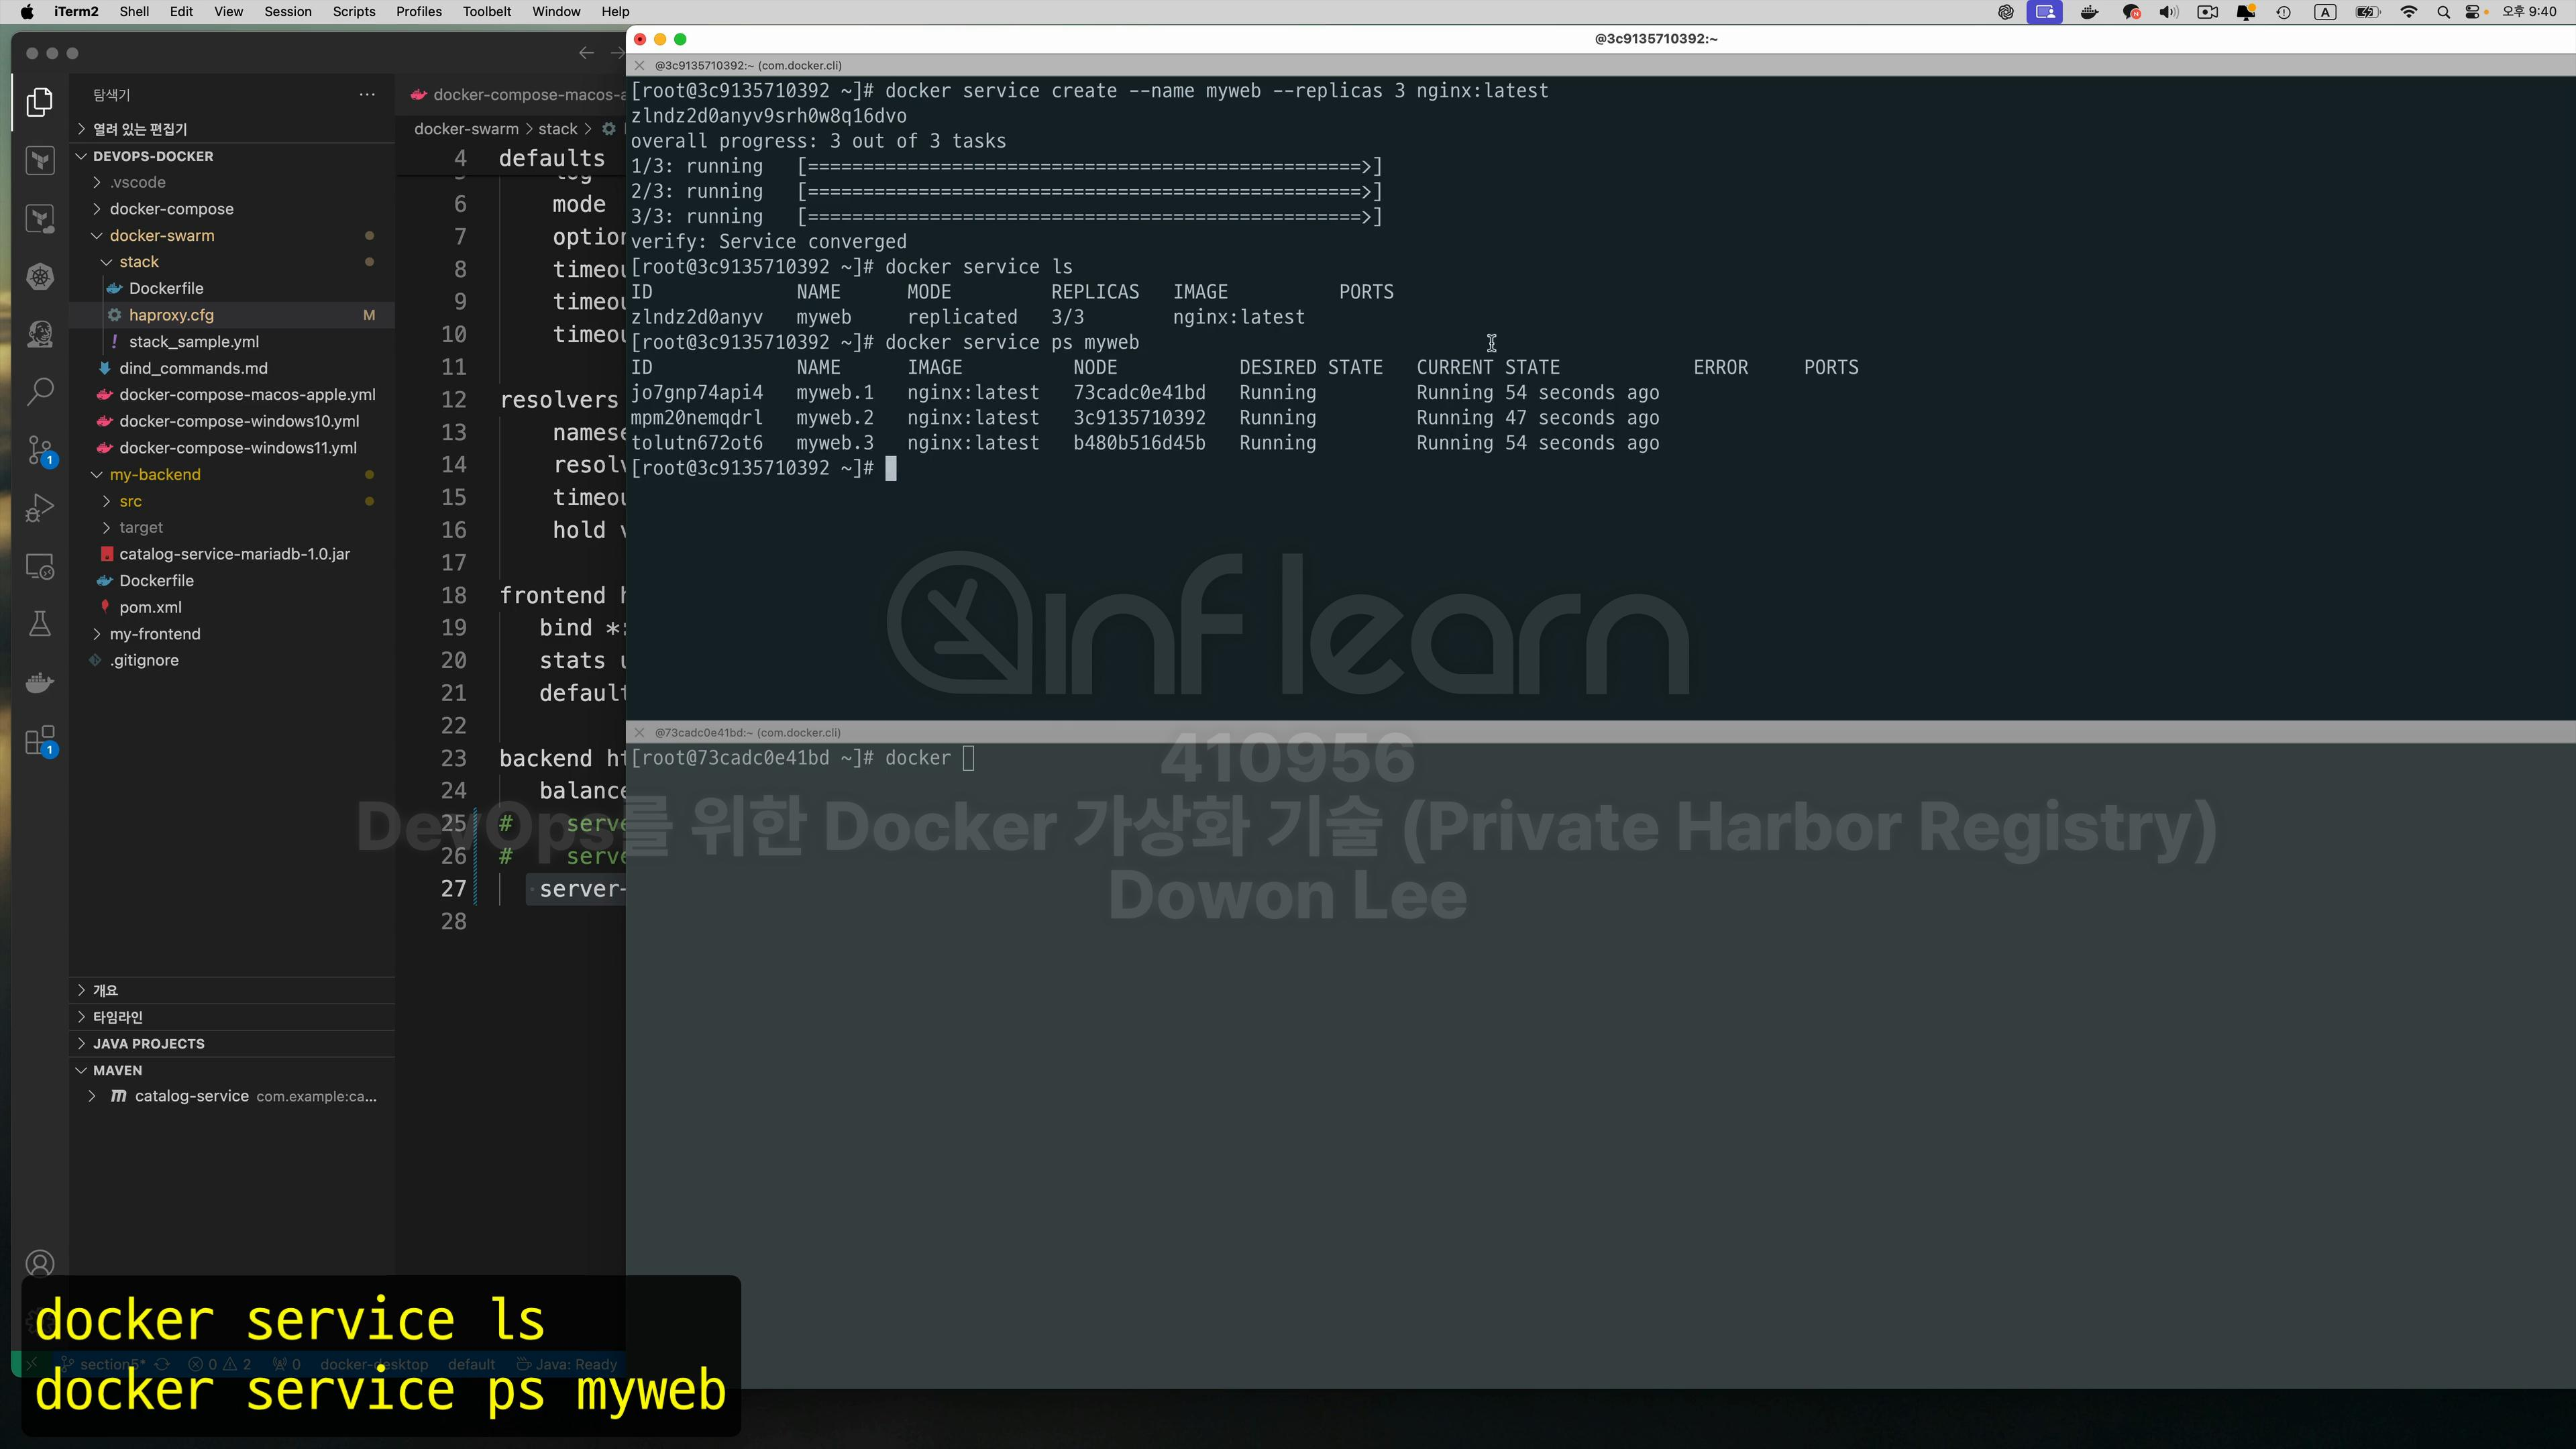 iTerm2 Shell Edit View Session Scripts Profiles Toolbelt Window Help
A 오후 9:40
@3c9135710392:~
@3c9135710392:~ (com.docker.cli)
[root@3c9135710392 ~]# docker service create --name myweb --replicas 3 nginx:latest
zlndz2d0anyv9srh0w8q16dvo
overall progress: 3 out of 3 tasks
1/3: running [==================================================>]
2/3: running [==================================================>]
3/3: running [==================================================>]
verify: Service converged
[root@3c9135710392 ~]# docker service ls
ID NAME MODE REPLICAS IMAGE PORTS
zlndz2d0anyv myweb replicated 3/3 nginx:latest
[root@3c9135710392 ~]# docker service ps myweb
ID NAME IMAGE NODE DESIRED STATE CURRENT STATE ERROR PORTS
jo7gnp74api4 myweb.1 nginx:latest 73cadc0e41bd Running Running 54 seconds ago
mpm20nemqdrl myweb.2 nginx:latest 3c9135710392 Running Running 47 seconds ago
tolutn672ot6 myweb.3 nginx:latest b480b516d45b Running Running 54 seconds ago
[root@3c9135710392 ~]#
@73cadc0e41bd:~ (com.docker.cli)
[root@73cadc0e41bd ~]# docker
탐색기
열려 있는 편집기
DEVOPS-DOCKER
.vscode
docker-compose
docker-swarm
stack
Dockerfile
haproxy.cfg M
! stack_sample.yml
dind_commands.md
docker-compose-macos-apple.yml
docker-compose-windows10.yml
docker-compose-windows11.yml
my-backend
src
target
catalog-service-mariadb-1.0.jar
Dockerfile
pom.xml
my-frontend
.gitignore
개요
타임라인
JAVA PROJECTS
MAVEN
catalog-service com.example:ca...
1
1
docker-compose-macos-a
docker-swarm > stack >
4 defaults
6 mode
7 option
8 timeou
9 timeou
10 timeou
11
12 resolvers
13 namese
14 resolv
15 timeou
16 hold v
17
18 frontend h
19 bind *:
20 stats u
21 default
22
23 backend ht
24 balance
25 # serve
26 # serve
27 server-
28
inflearn
410956
DevOps를 위한 Docker 가상화 기술 (Private Harbor Registry)
Dowon Lee
section5* 0 2 0 docker-desktop default Java: Ready
docker service ls
docker service ps myweb